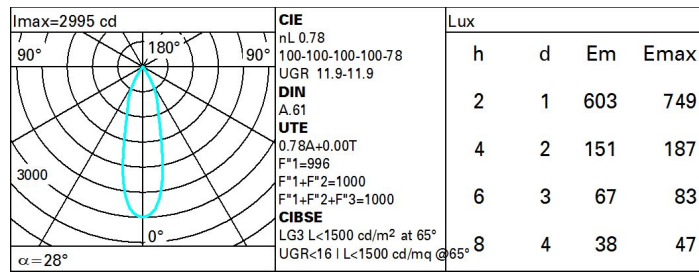 Imax=2995 cd
90° 180° 90°
3000
0°
α=28°
CIE
nL 0.78
100-100-100-100-78
UGR 11.9-11.9
DIN
A.61
UTE
0.78A+0.00T
F"1=996
F"1+F"2=1000
F"1+F"2+F"3=1000
CIBSE
LG3 L<1500 cd/m² at 65°
UGR<16 | L<1500 cd/mq @65°
Lux
h d Em Emax
2 1 603 749
4 2 151 187
6 3 67 83
8 4 38 47